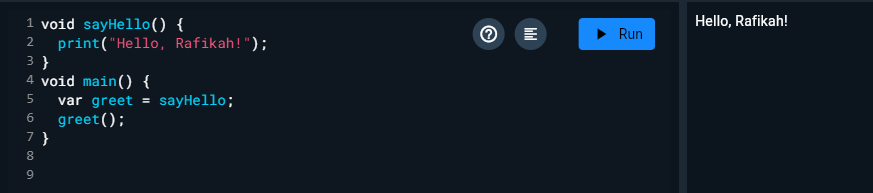 1 void sayHello() {
2   print("Hello, Rafikah!");
3 }
4 void main() {
5   var greet = sayHello;
6   greet();
7 }
8
9
? Run
Hello, Rafikah!